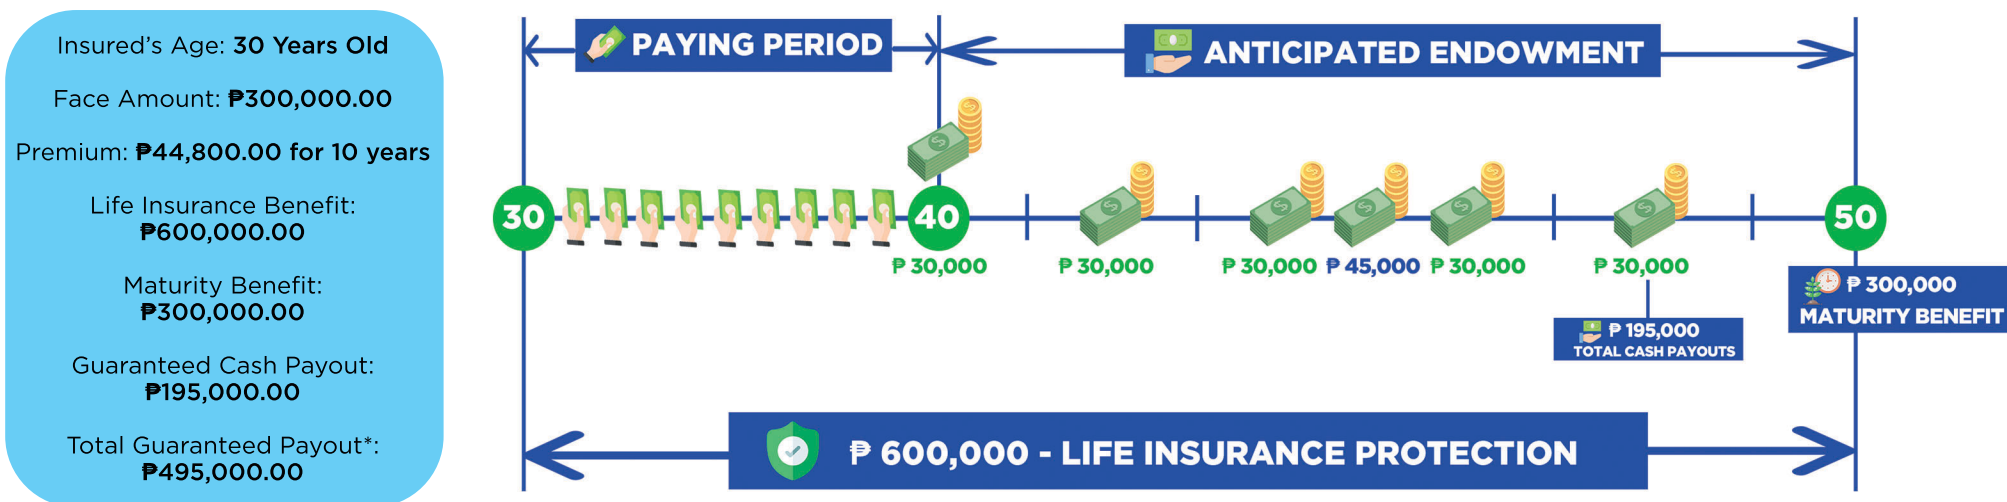 Insured's Age: 30 Years Old
Face Amount: ₱300,000.00
Premium: ₱44,800.00 for 10 years
Life Insurance Benefit:
₱600,000.00
Maturity Benefit:
₱300,000.00
Guaranteed Cash Payout:
₱195,000.00
Total Guaranteed Payout*:
₱495,000.00
PAYING PERIOD
ANTICIPATED ENDOWMENT
30
40
50
₱ 30,000
₱ 30,000
₱ 30,000
₱ 45,000
₱ 30,000
₱ 30,000
₱ 195,000
TOTAL CASH PAYOUTS
₱ 300,000
MATURITY BENEFIT
₱ 600,000 - LIFE INSURANCE PROTECTION